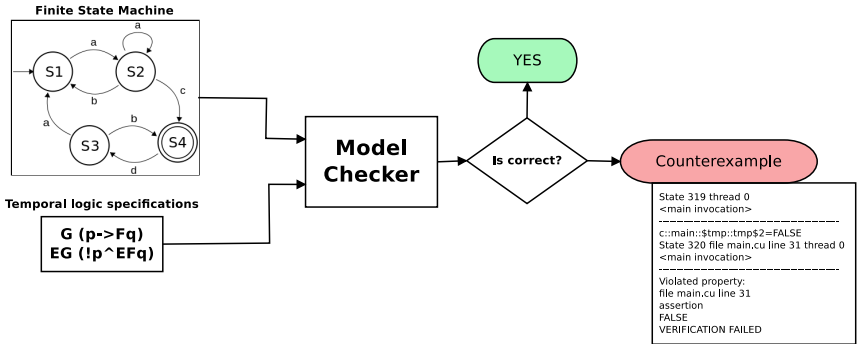 Finite State Machine
a
a
S1
S2
b
c
a
b
S3
S4
d
Temporal logic specifications
G (p->Fq)
EG (!p^EFq)
Model
Checker
Is correct?
YES
Counterexample
State 319 thread 0
<main invocation>
c::main::$tmp::tmp$2=FALSE
State 320 file main.cu line 31 thread 0
<main invocation>
Violated property:
file main.cu line 31
assertion
FALSE
VERIFICATION FAILED